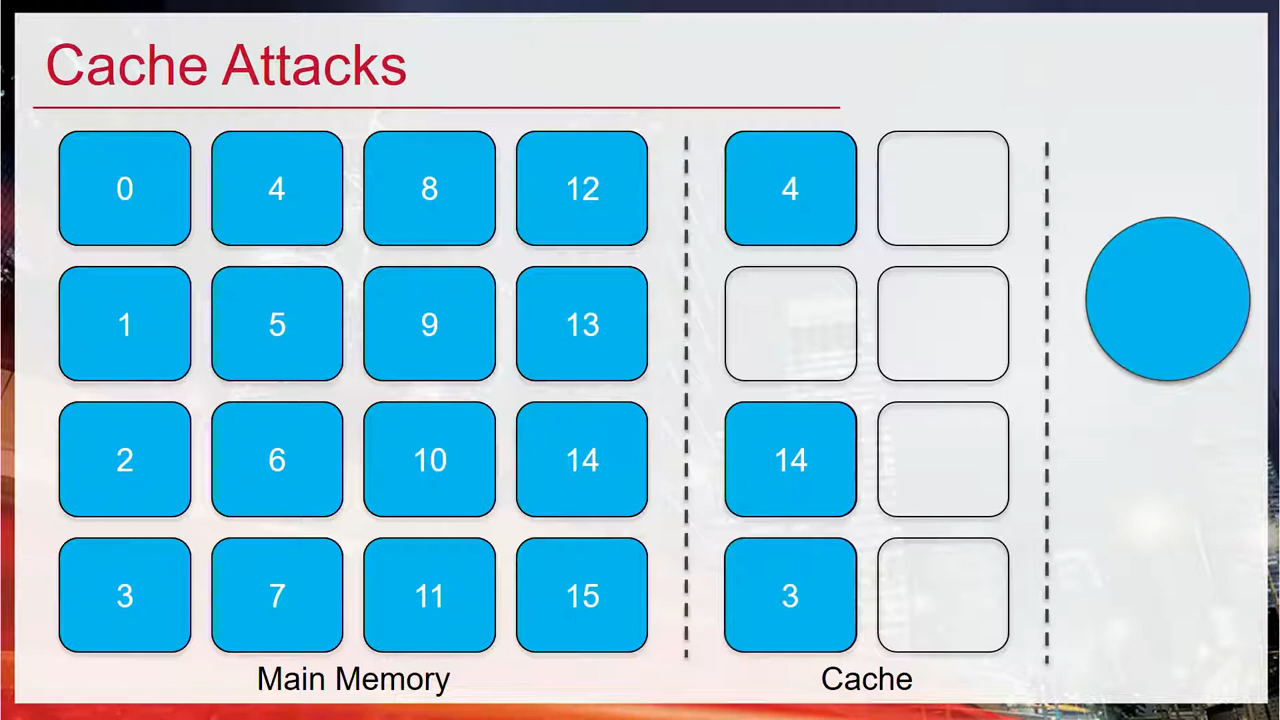 Cache Attacks
0 4 8 12 4
1 5 9 13
2 6 10 14 14
3 7 11 15 3
Main Memory Cache